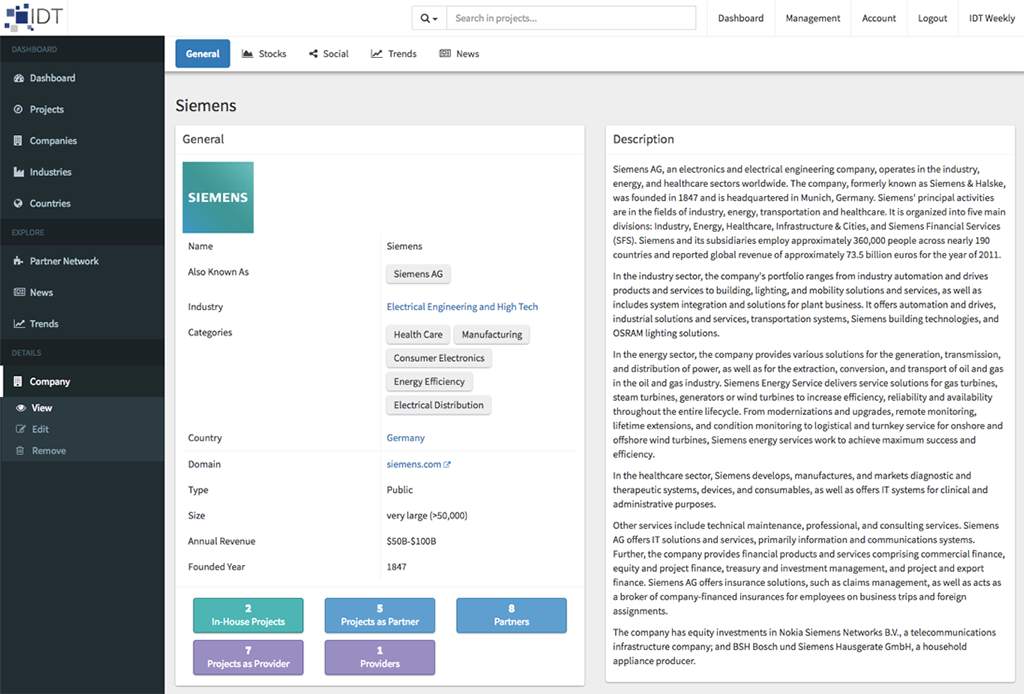 IDT
Search in projects...
Dashboard
Management
Account
Logout
IDT Weekly
DASHBOARD
Dashboard
Projects
Companies
Industries
Countries
EXPLORE
Partner Network
News
Trends
DETAILS
Company
View
Edit
Remove
General
Stocks
Social
Trends
News
Siemens
General
SIEMENS
Name Siemens
Also Known As Siemens AG
Industry Electrical Engineering and High Tech
Categories Health Care Manufacturing
Consumer Electronics
Energy Efficiency
Electrical Distribution
Country Germany
Domain siemens.com
Type Public
Size very large (>50,000)
Annual Revenue $50B-$100B
Founded Year 1847
2
In-House Projects
5
Projects as Partner
8
Partners
7
Projects as Provider
1
Providers
Description
Siemens AG, an electronics and electrical engineering company, operates in the industry,
energy, and healthcare sectors worldwide. The company, formerly known as Siemens & Halske,
was founded in 1847 and is headquartered in Munich, Germany. Siemens' principal activities
are in the fields of industry, energy, transportation and healthcare. It is organized into five main
divisions: Industry, Energy, Healthcare, Infrastructure & Cities, and Siemens Financial Services
(SFS). Siemens and its subsidiaries employ approximately 360,000 people across nearly 190
countries and reported global revenue of approximately 73.5 billion euros for the year of 2011.
In the industry sector, the company's portfolio ranges from industry automation and drives
products and services to building, lighting, and mobility solutions and services, as well as
includes system integration and solutions for plant business. It offers automation and drives,
industrial solutions and services, transportation systems, Siemens building technologies, and
OSRAM lighting solutions.
In the energy sector, the company provides various solutions for the generation, transmission,
and distribution of power, as well as for the extraction, conversion, and transport of oil and gas
in the oil and gas industry. Siemens Energy Service delivers service solutions for gas turbines,
steam turbines, generators or wind turbines to increase efficiency, reliability and availability
throughout the entire lifecycle. From modernizations and upgrades, remote monitoring,
lifetime extensions, and condition monitoring to logistical and turnkey service for onshore and
offshore wind turbines, Siemens energy services work to achieve maximum success and
efficiency.
In the healthcare sector, Siemens develops, manufactures, and markets diagnostic and
therapeutic systems, devices, and consumables, as well as offers IT systems for clinical and
administrative purposes.
Other services include technical maintenance, professional, and consulting services. Siemens
AG offers IT solutions and services, primarily information and communications systems.
Further, the company provides financial products and services comprising commercial finance,
equity and project finance, treasury and investment management, and project and export
finance. Siemens AG offers insurance solutions, such as claims management, as well as acts as
a broker of company-financed insurances for employees on business trips and foreign
assignments.
The company has equity investments in Nokia Siemens Networks B.V., a telecommunications
infrastructure company; and BSH Bosch und Siemens Hausgerate GmbH, a household
appliance producer.